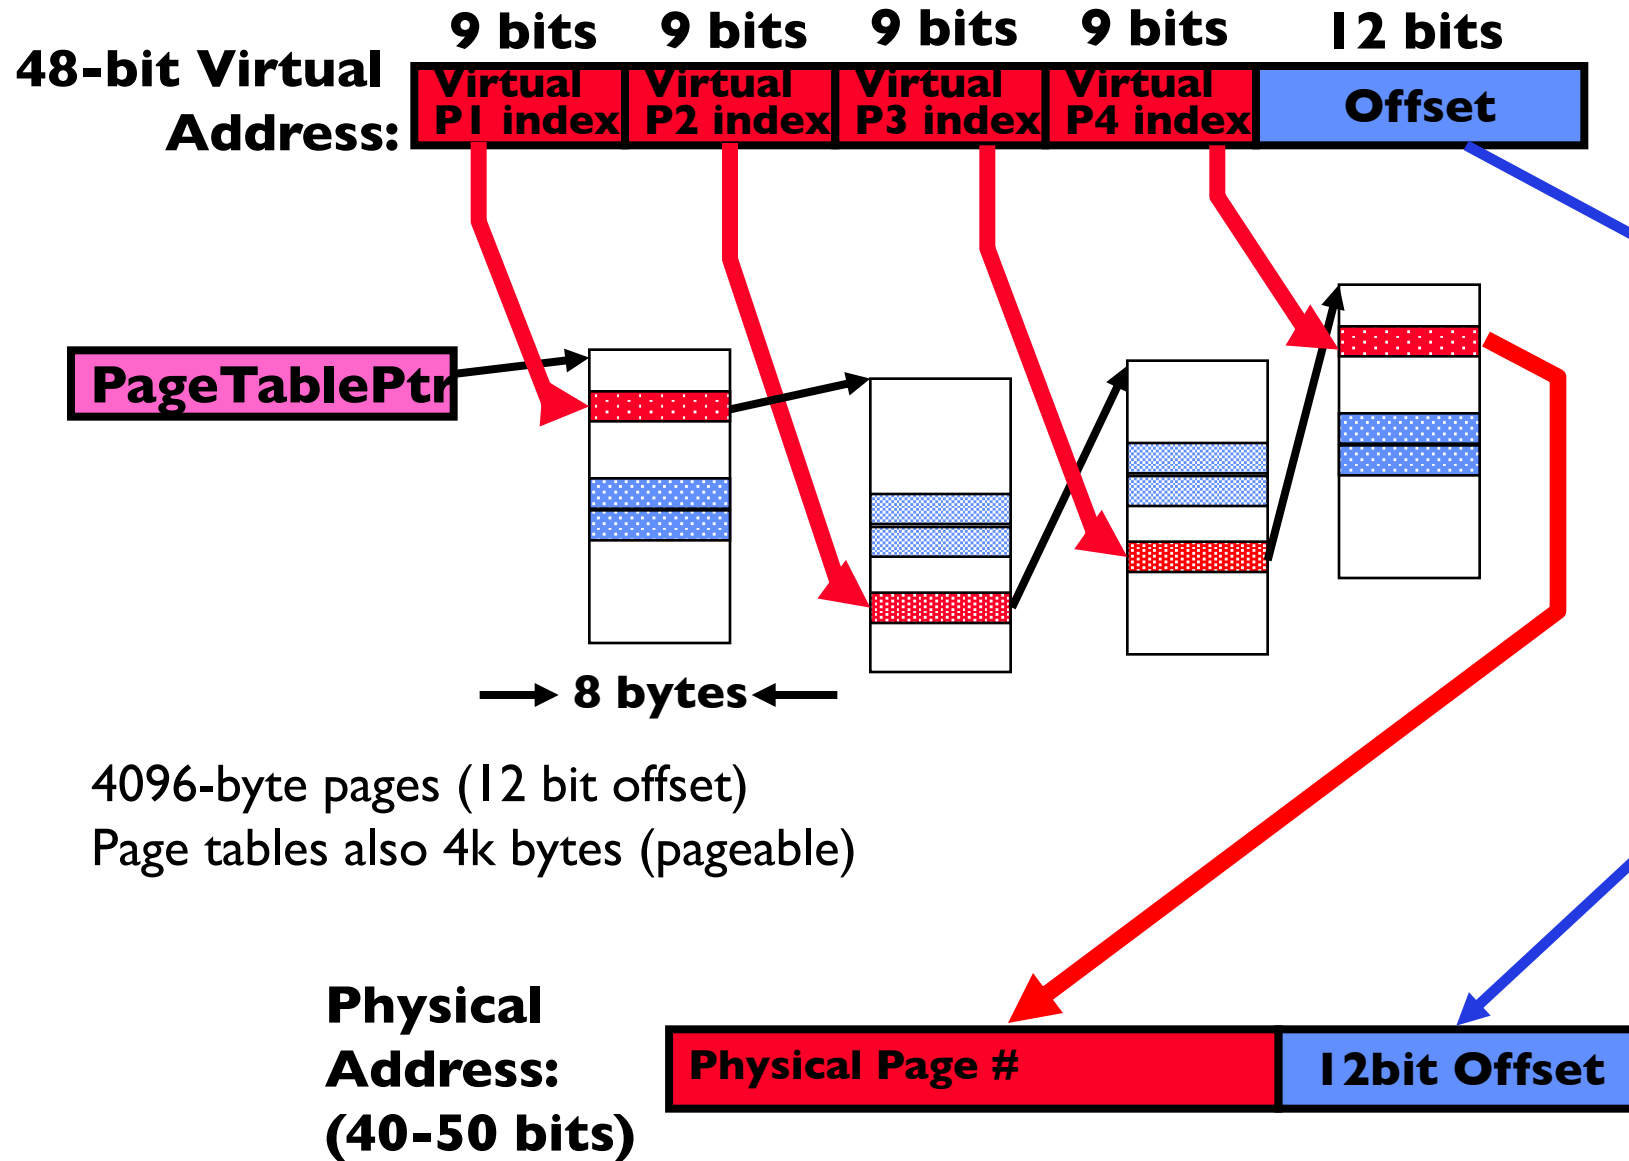 9 bits 9 bits 9 bits 9 bits 12 bits
48-bit Virtual
Address:
Virtual
P1 index
Virtual
P2 index
Virtual
P3 index
Virtual
P4 index
Offset
PageTablePtr
8 bytes
4096-byte pages (12 bit offset)
Page tables also 4k bytes (pageable)
Physical
Address:
(40-50 bits)
Physical Page #
12bit Offset